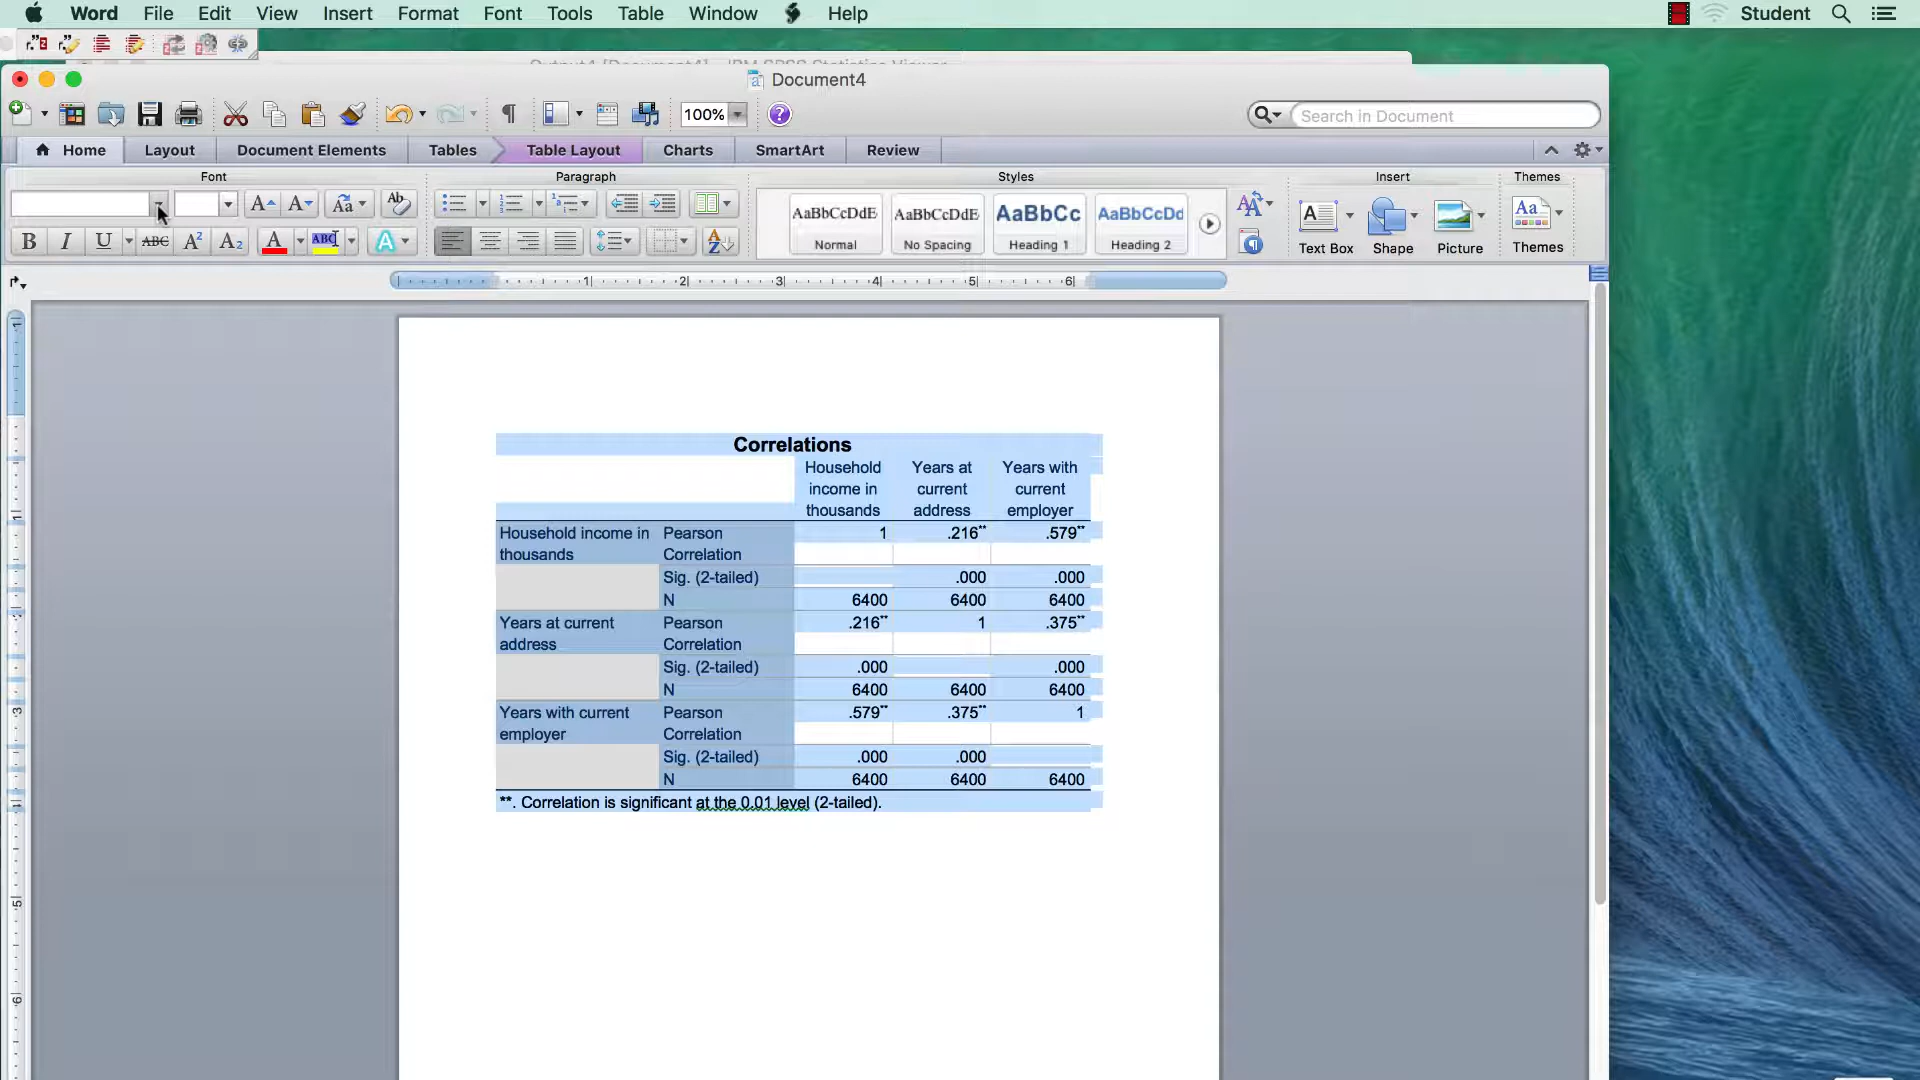 Word File Edit View Insert Format Font Tools Table Window Help Student
Document4
100% Search in Document
Home Layout Document Elements Tables Table Layout Charts SmartArt Review
Font Paragraph Styles Insert Themes
AaBbCcDdE AaBbCcDdE AaBbCc AaBbCcDd
Normal No Spacing Heading 1 Heading 2 Text Box Shape Picture Themes
Correlations
Household income in thousands
Years at current address
Years with current employer
Household income in thousands Pearson Correlation 1 .216** .579**
Sig. (2-tailed) .000 .000
N 6400 6400 6400
Years at current address Pearson Correlation .216** 1 .375**
Sig. (2-tailed) .000 .000
N 6400 6400 6400
Years with current employer Pearson Correlation .579** .375** 1
Sig. (2-tailed) .000 .000
N 6400 6400 6400
**. Correlation is significant at the 0.01 level (2-tailed).